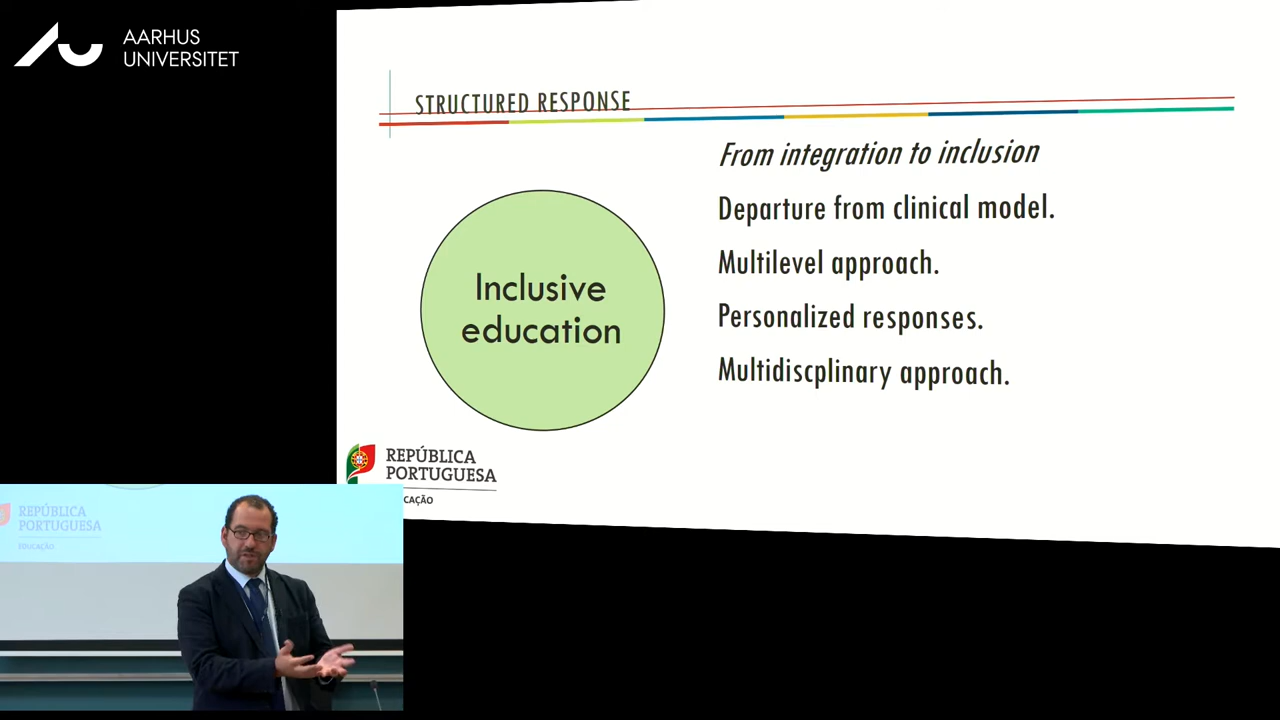 AARHUS
UNIVERSITET
STRUCTURED RESPONSE
From integration to inclusion
Departure from clinical model.
Multilevel approach.
Personalized responses.
Multidiscplinary approach.
Inclusive
education
REPÚBLICA
PORTUGUESA
CAÇÃO
REPÚBLICA
PORTUGUESA
EDUCAÇÃO